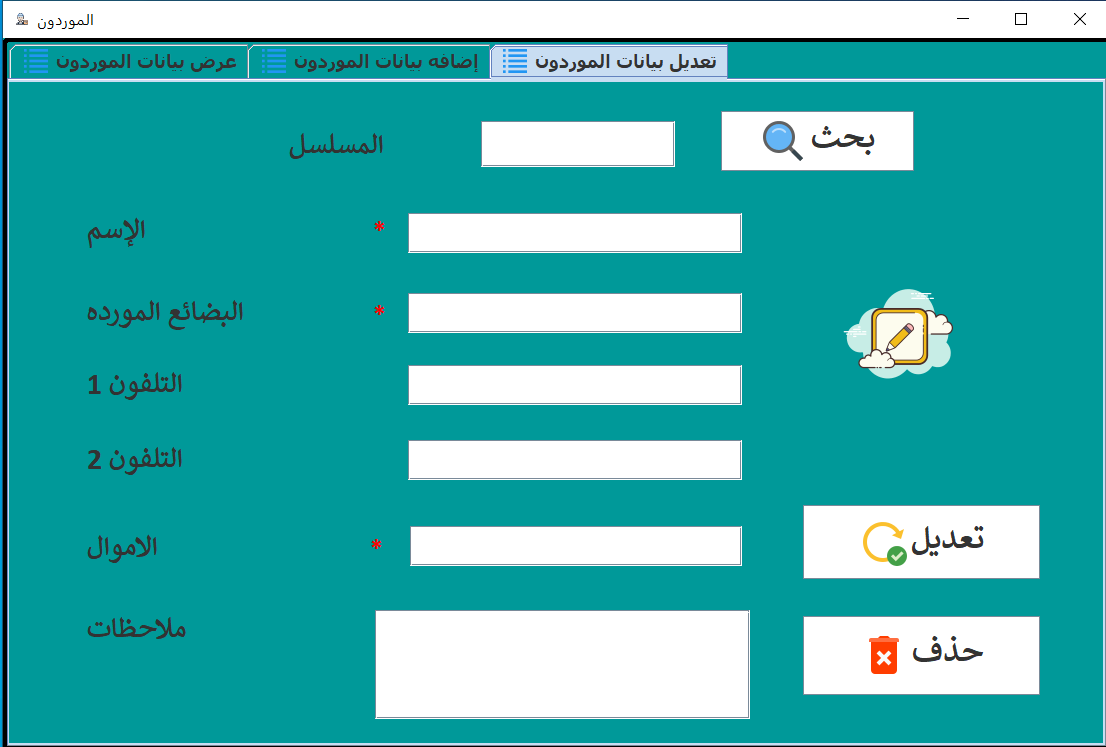 الموردون
عرض بيانات الموردون
إضافه بيانات الموردون
تعديل بيانات الموردون
المسلسل
بحث
الإسم *
البضائع المورده *
التلفون 1
التلفون 2
الاموال *
تعديل
ملاحظات
حذف